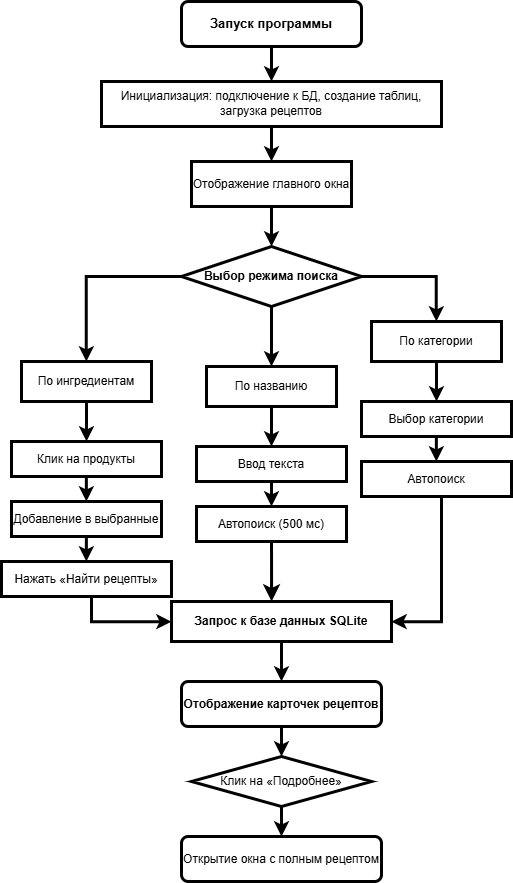 Запуск программы
Инициализация: подключение к БД, создание таблиц,
загрузка рецептов
Отображение главного окна
Выбор режима поиска
По ингредиентам
Клик на продукты
Добавление в выбранные
Нажать «Найти рецепты»
По названию
Ввод текста
Автопоиск (500 мс)
По категории
Выбор категории
Автопоиск
Запрос к базе данных SQLite
Отображение карточек рецептов
Клик на «Подробнее»
Открытие окна с полным рецептом